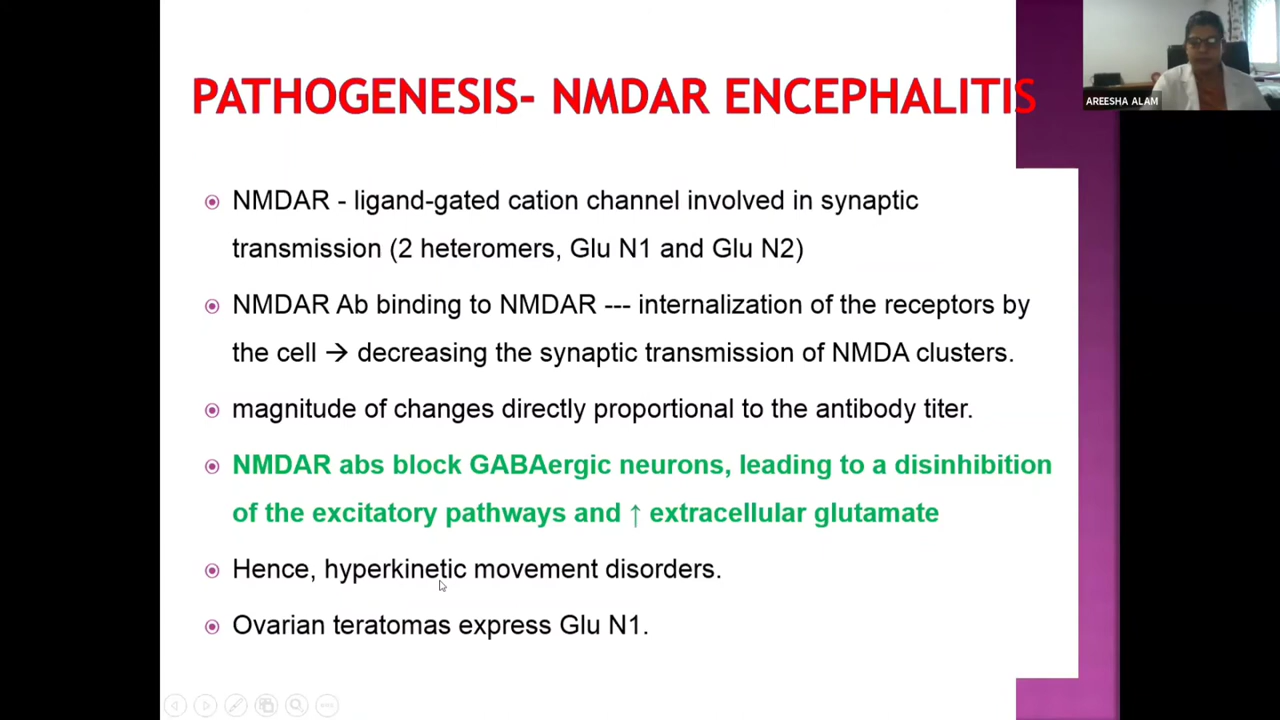 PATHOGENESIS- NMDAR ENCEPHALITIS
AREESHA ALAM
NMDAR - ligand-gated cation channel involved in synaptic
transmission (2 heteromers, Glu N1 and Glu N2)
NMDAR Ab binding to NMDAR --- internalization of the receptors by
the cell → decreasing the synaptic transmission of NMDA clusters.
magnitude of changes directly proportional to the antibody titer.
NMDAR abs block GABAergic neurons, leading to a disinhibition
of the excitatory pathways and ↑ extracellular glutamate
Hence, hyperkinetic movement disorders.
Ovarian teratomas express Glu N1.